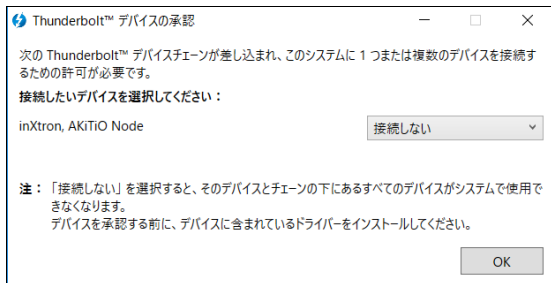 Thunderbolt™ デバイスの承認
次の Thunderbolt™ デバイスチェーンが差し込まれ、このシステムに 1 つまたは複数のデバイスを接続す
るための許可が必要です。
接続したいデバイスを選択してください：
inXtron, AKiTiO Node
接続しない
注： 「接続しない」 を選択すると、そのデバイスとチェーンの下にあるすべてのデバイスがシステムで使用で
きなくなります。
デバイスを承認する前に、デバイスに含まれているドライバーをインストールしてください。
OK